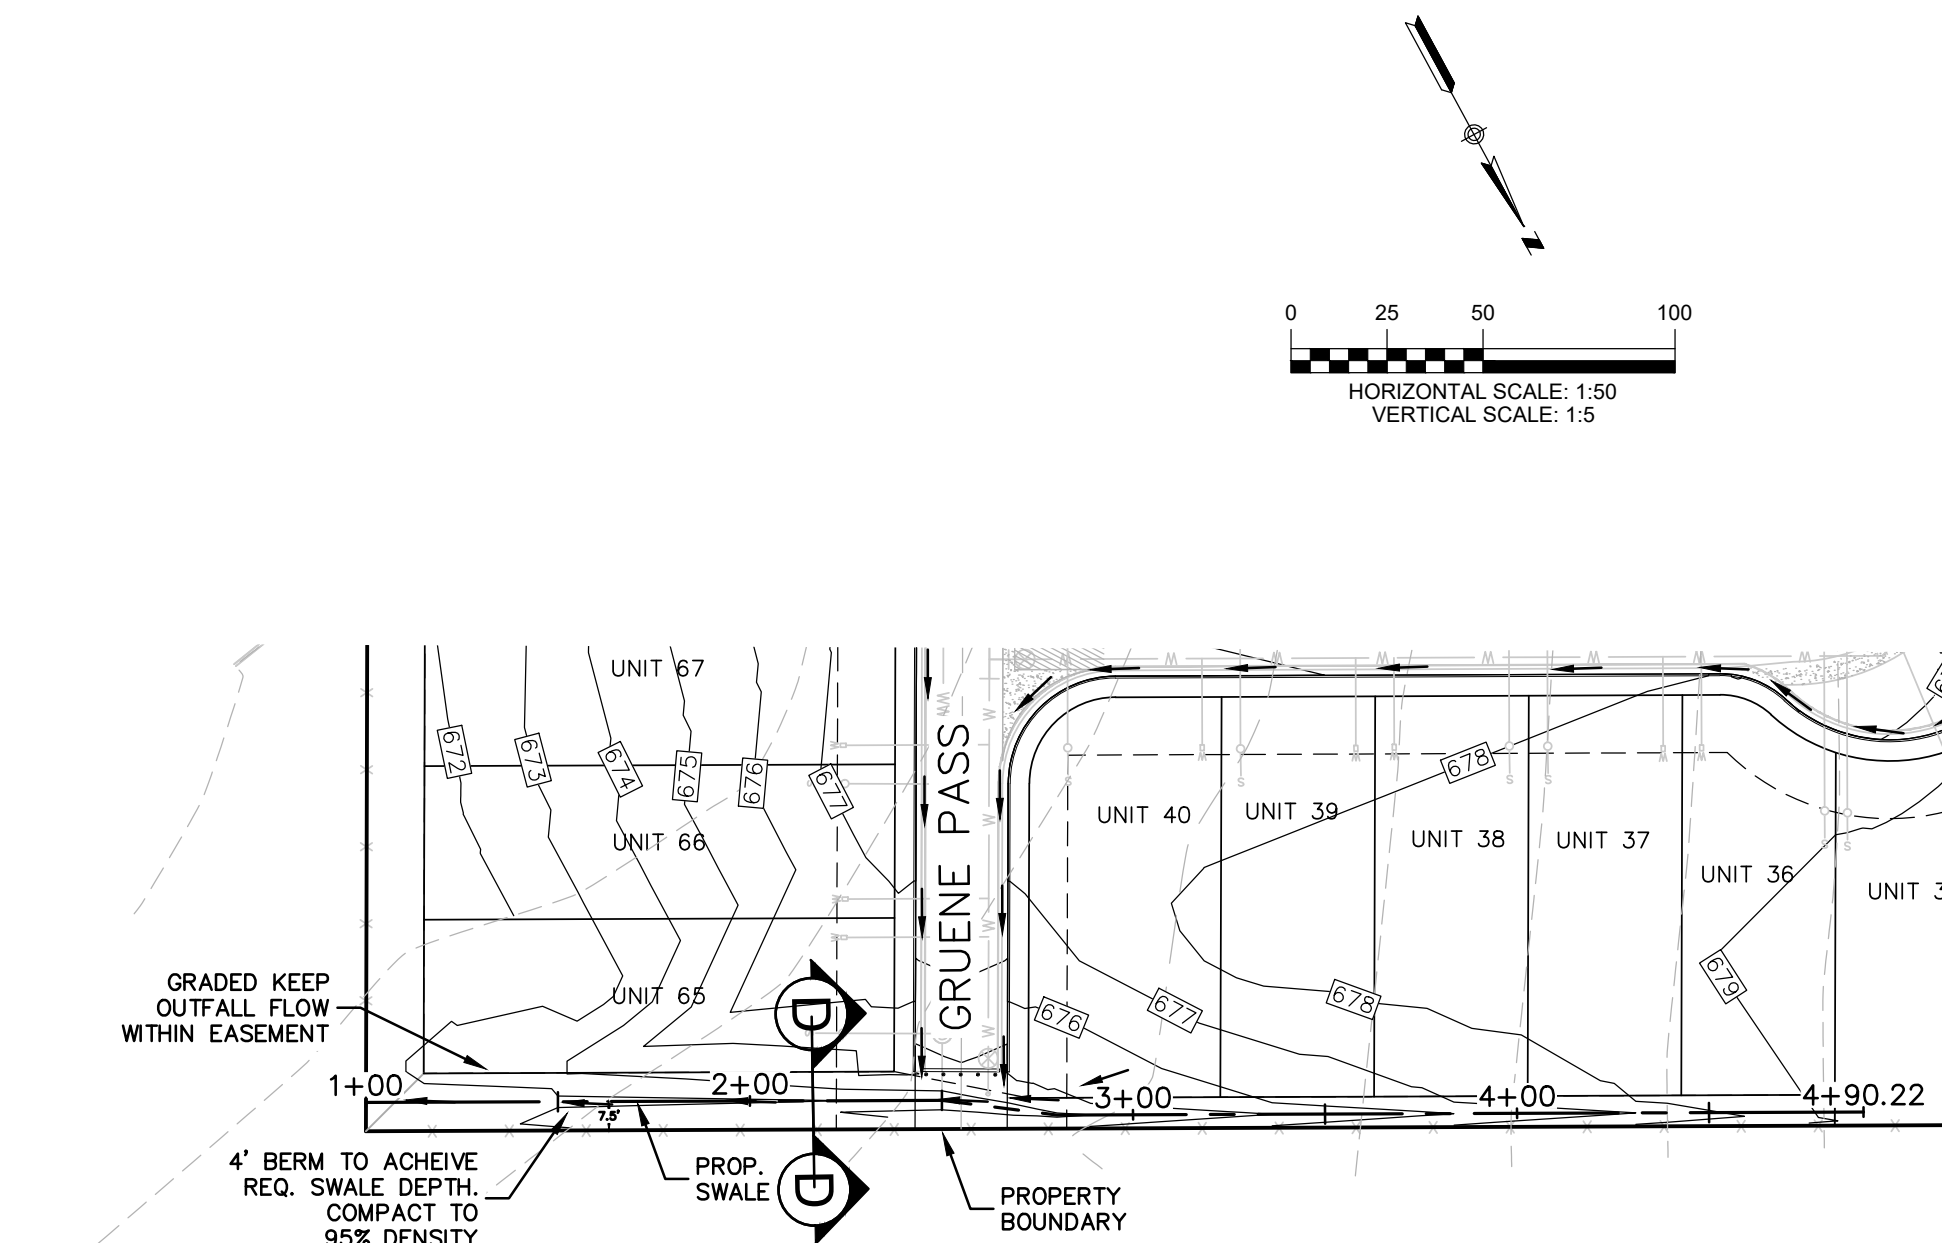 N
0 25 50 100
HORIZONTAL SCALE: 1:50
VERTICAL SCALE: 1:5
UNIT 67
672
673
674
675
676
677
UNIT 66
UNIT 65
GRUENE PASS
678
UNIT 40
UNIT 39
UNIT 38
UNIT 37
UNIT 36
UNIT 3
676
677
678
679
GRADED KEEP
OUTFALL FLOW
WITHIN EASEMENT
D
1+00
2+00
3+00
4+00
4+90.22
7.5'
4' BERM TO ACHEIVE
REQ. SWALE DEPTH.
COMPACT TO
95% DENSITY
PROP.
SWALE
D
PROPERTY
BOUNDARY
W
W
W
W
W
W
W
W
W
W
S
S
S
S
S